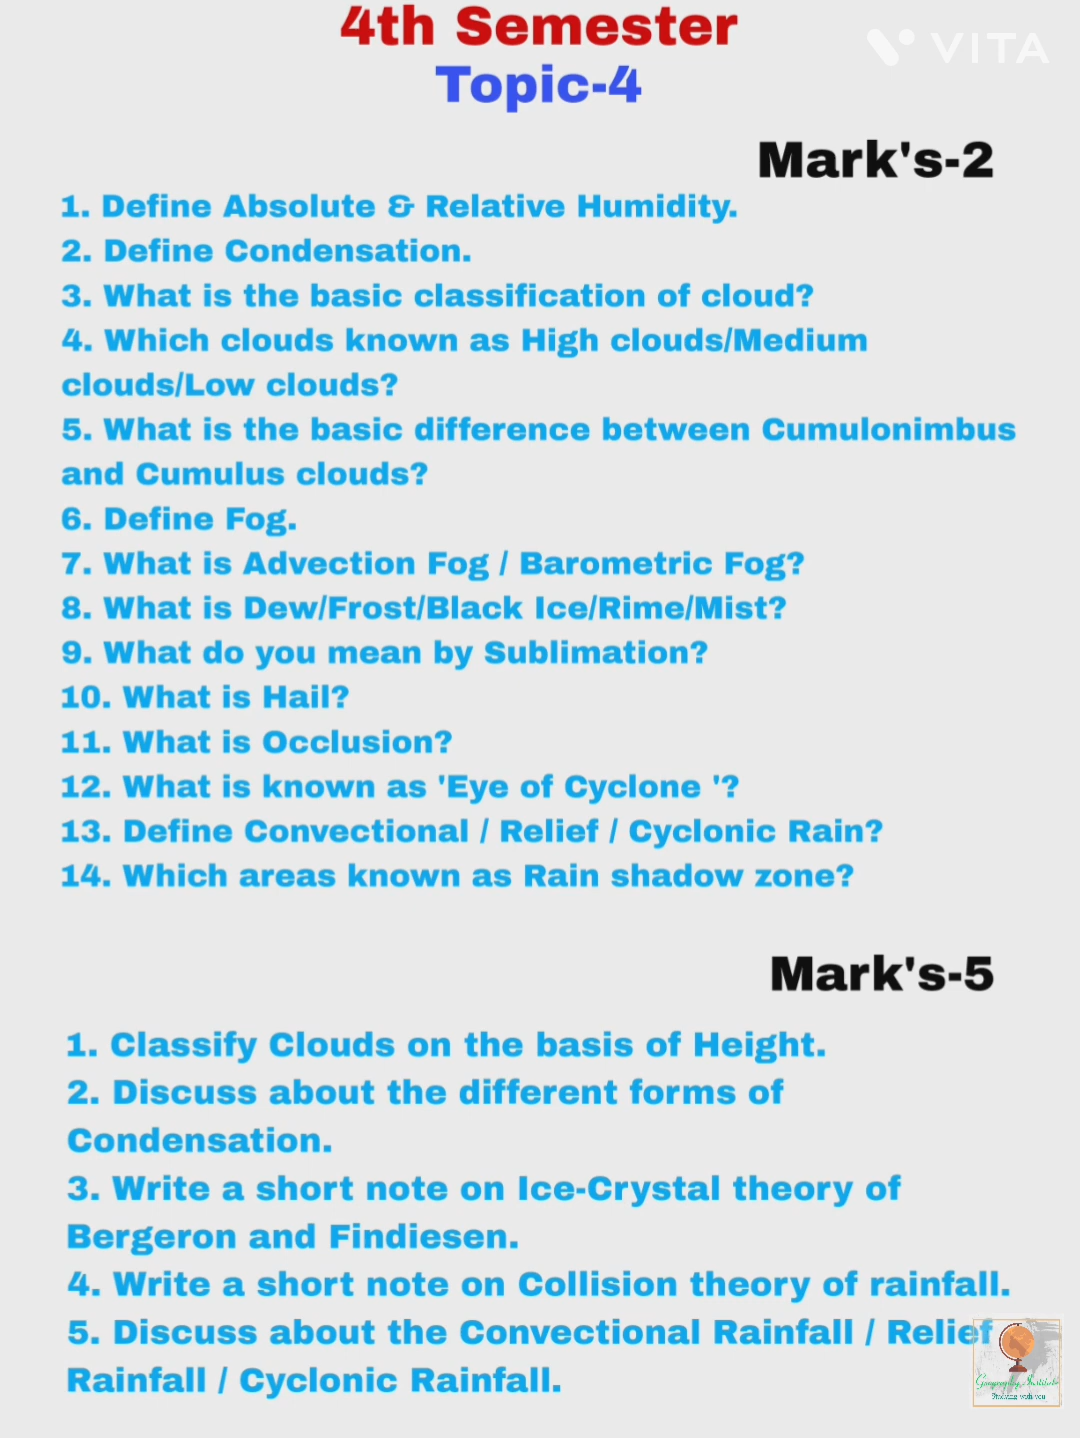 4th Semester
VITA
Topic-4
Mark's-2
1. Define Absolute & Relative Humidity.
2. Define Condensation.
3. What is the basic classification of cloud?
4. Which clouds known as High clouds/Medium
clouds/Low clouds?
5. What is the basic difference between Cumulonimbus
and Cumulus clouds?
6. Define Fog.
7. What is Advection Fog / Barometric Fog?
8. What is Dew/Frost/Black Ice/Rime/Mist?
9. What do you mean by Sublimation?
10. What is Hail?
11. What is Occlusion?
12. What is known as 'Eye of Cyclone '?
13. Define Convectional / Relief / Cyclonic Rain?
14. Which areas known as Rain shadow zone?
Mark's-5
1. Classify Clouds on the basis of Height.
2. Discuss about the different forms of
Condensation.
3. Write a short note on Ice-Crystal theory of
Bergeron and Findiesen.
4. Write a short note on Collision theory of rainfall.
5. Discuss about the Convectional Rainfall / Relief
Rainfall / Cyclonic Rainfall.
Geography Institute
Studying with you